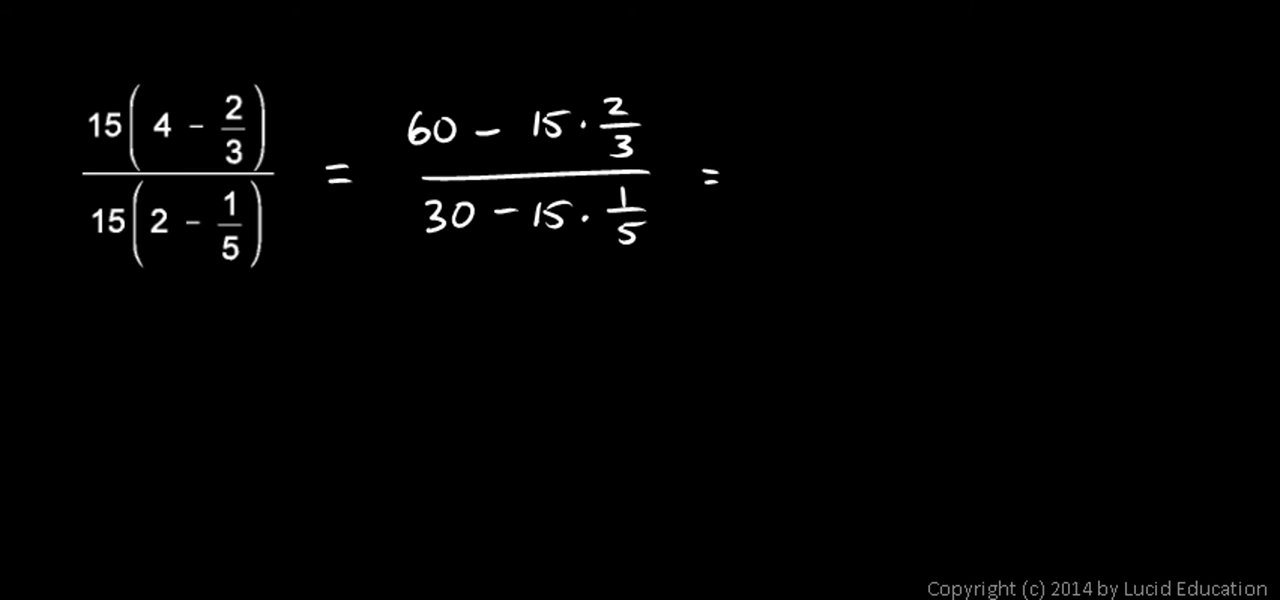 15(4 - 2/3) / 15(2 - 1/5) = 60 - 15 · 2/3 / 30 - 15 · 1/5 =
Copyright (c) 2014 by Lucid Education